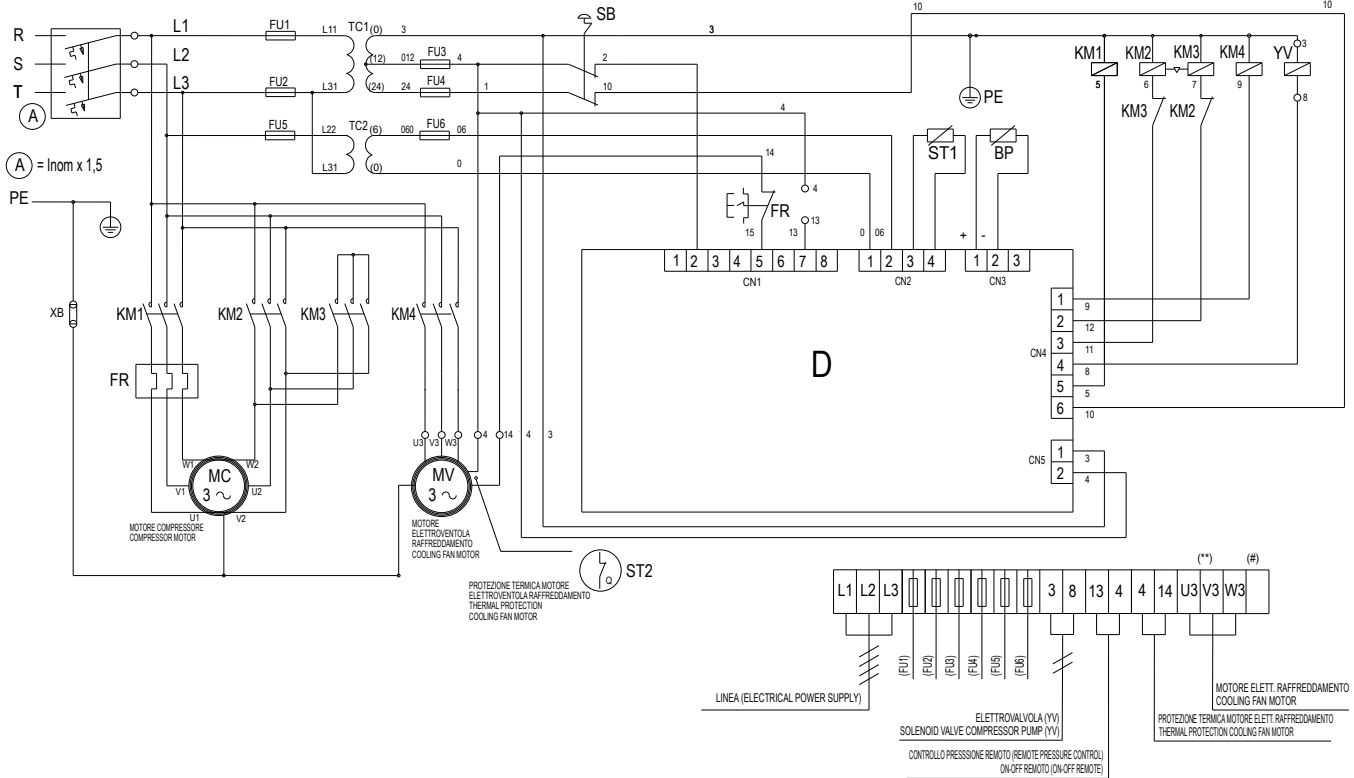 R
L1
FU1
L11
TC1
(0)
3
SB
3
10
10
S
L2
(12)
012
FU3
4
2
KM1
KM2
KM3
KM4
YV
3
T
L3
FU2
L31
(24)
24
FU4
1
10
5
6
7
9
8
A
PE
4
KM3
KM2
FU5
L22
TC2
(6)
060
FU6
06
A = Inom x 1,5
L31
(0)
0
14
ST1
BP
PE
4
FR
13
15
13
0
06
+
-
1 2 3 4 5 6 7 8
1 2 3 4
1 2 3
CN1
CN2
CN3
XB
KM1
KM2
KM3
KM4
1
9
2
12
CN4
3
11
4
8
5
5
6
10
D
FR
U3
V3
W3
4
14
4
3
CN5
1
3
2
4
W1
W2
MC
3 ~
V1
U2
U1
V2
MV
3 ~
MOTORE COMPRESSORE
COMPRESSOR MOTOR
MOTORE
ELETTROVENTOLA
RAFFREDDAMENTO
COOLING FAN MOTOR
Q
ST2
PROTEZIONE TERMICA MOTORE
ELETTROVENTOLA RAFFREDDAMENTO
THERMAL PROTECTION
COOLING FAN MOTOR
(**)
(#)
L1 L2 L3 3 8 13 4 4 14 U3 V3 W3
(FU1)
(FU2)
(FU3)
(FU4)
(FU5)
(FU6)
LINEA (ELECTRICAL POWER SUPPLY)
MOTORE ELETT. RAFFREDDAMENTO
COOLING FAN MOTOR
ELETTROVALVOLA (YV)
SOLENOID VALVE COMPRESSOR PUMP (YV)
PROTEZIONE TERMICA MOTORE ELETT. RAFFREDDAMENTO
THERMAL PROTECTION COOLING FAN MOTOR
CONTROLLO PRESSSIONE REMOTO (REMOTE PRESSURE CONTROL)
ON-OFF REMOTO (ON-OFF REMOTE)